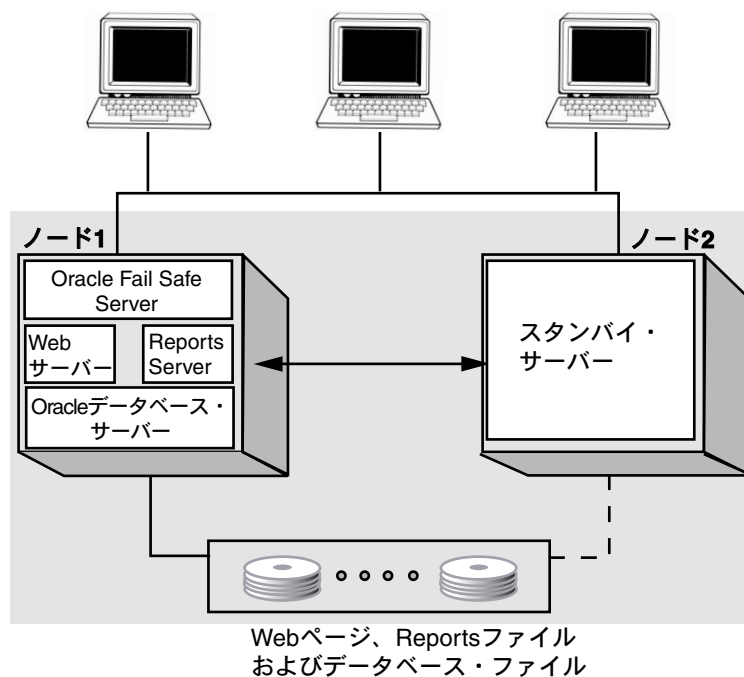 ノード1
ノード2
Oracle Fail Safe
Server
Web
サーバー
Reports
Server
Oracleデータベース・
サーバー
スタンバイ・
サーバー
Webページ、Reportsファイル
およびデータベース・ファイル